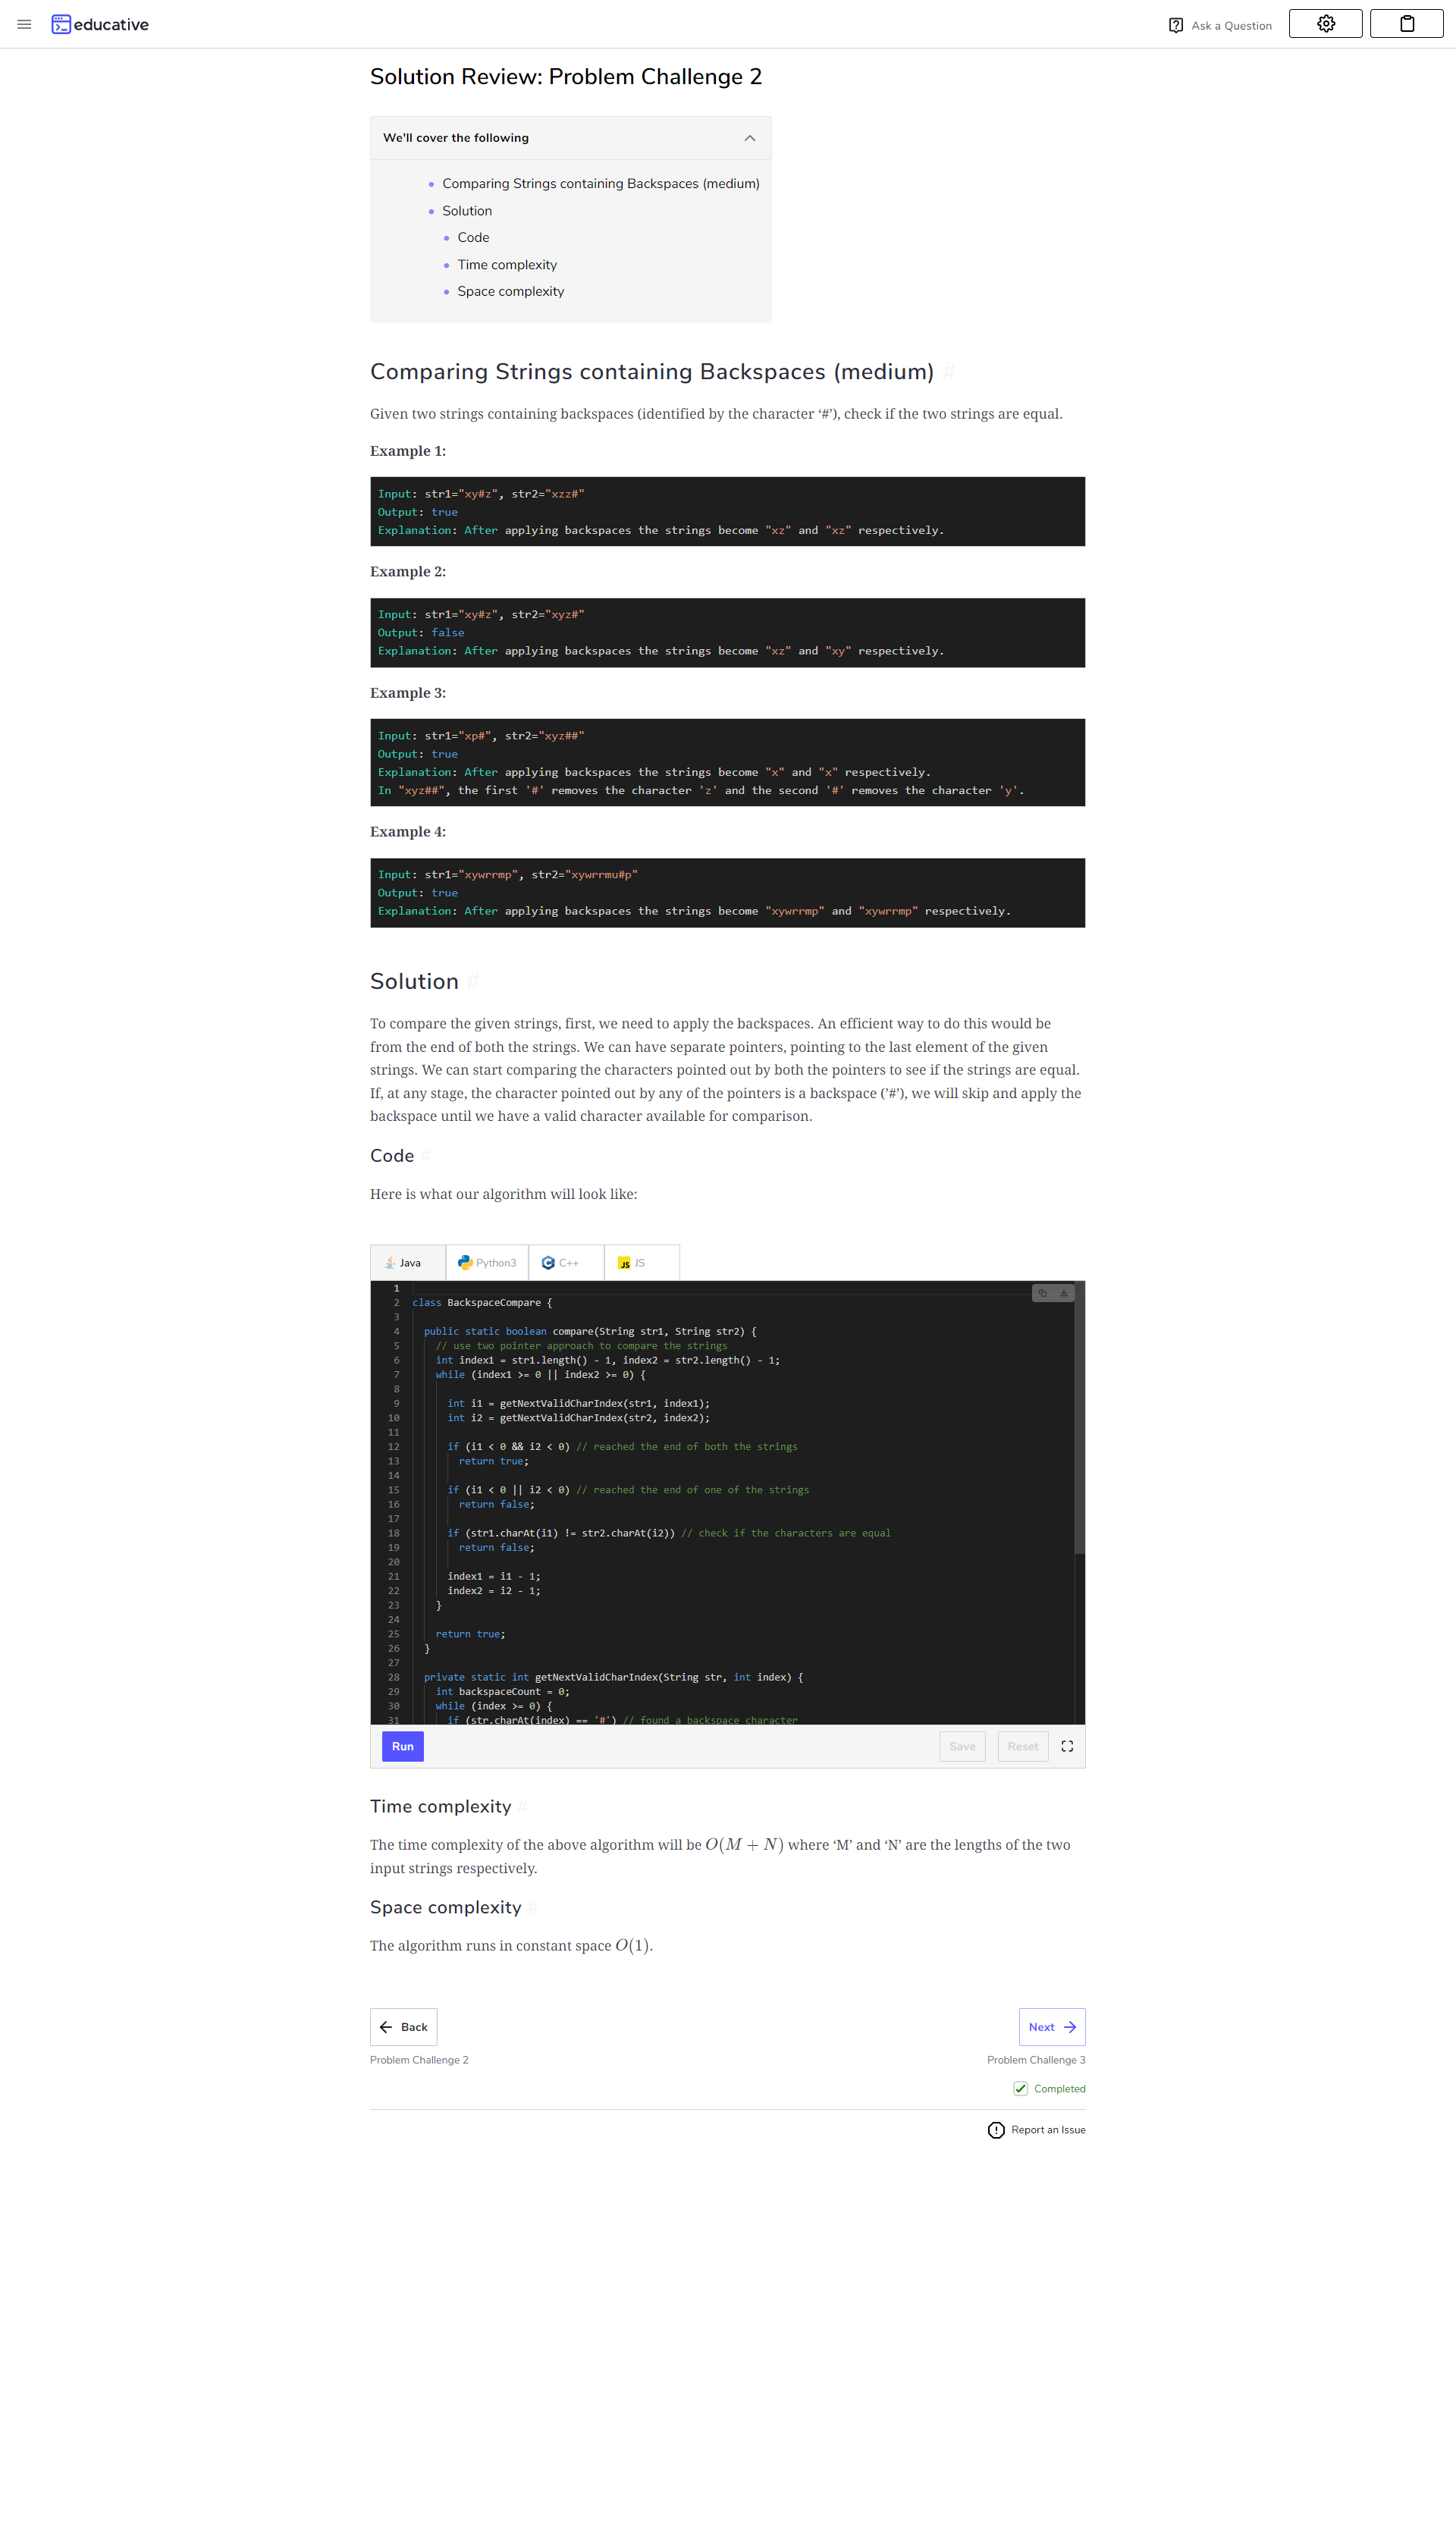 educative
Ask a Question
Solution Review: Problem Challenge 2
We'll cover the following
Comparing Strings containing Backspaces (medium)
Solution
Code
Time complexity
Space complexity
Comparing Strings containing Backspaces (medium) #
Given two strings containing backspaces (identified by the character ‘#’), check if the two strings are equal.
Example 1:
Input: str1="xy#z", str2="xzz#"
Output: true
Explanation: After applying backspaces the strings become "xz" and "xz" respectively.
Example 2:
Input: str1="xy#z", str2="xyz#"
Output: false
Explanation: After applying backspaces the strings become "xz" and "xy" respectively.
Example 3:
Input: str1="xp#", str2="xyz##"
Output: true
Explanation: After applying backspaces the strings become "x" and "x" respectively.
In "xyz##", the first '#' removes the character 'z' and the second '#' removes the character 'y'.
Example 4:
Input: str1="xywrrmp", str2="xywrrmu#p"
Output: true
Explanation: After applying backspaces the strings become "xywrrmp" and "xywrrmp" respectively.
Solution #
To compare the given strings, first, we need to apply the backspaces. An efficient way to do this would be
from the end of both the strings. We can have separate pointers, pointing to the last element of the given
strings. We can start comparing the characters pointed out by both the pointers to see if the strings are equal.
If, at any stage, the character pointed out by any of the pointers is a backspace (’#’), we will skip and apply the
backspace until we have a valid character available for comparison.
Code #
Here is what our algorithm will look like:
Java Python3 C++ JS JS
1
2 class BackspaceCompare {
3
4 public static boolean compare(String str1, String str2) {
5 // use two pointer approach to compare the strings
6 int index1 = str1.length() - 1, index2 = str2.length() - 1;
7 while (index1 >= 0 || index2 >= 0) {
8
9 int i1 = getNextValidCharIndex(str1, index1);
10 int i2 = getNextValidCharIndex(str2, index2);
11
12 if (i1 < 0 && i2 < 0) // reached the end of both the strings
13 return true;
14
15 if (i1 < 0 || i2 < 0) // reached the end of one of the strings
16 return false;
17
18 if (str1.charAt(i1) != str2.charAt(i2)) // check if the characters are equal
19 return false;
20
21 index1 = i1 - 1;
22 index2 = i2 - 1;
23 }
24
25 return true;
26 }
27
28 private static int getNextValidCharIndex(String str, int index) {
29 int backspaceCount = 0;
30 while (index >= 0) {
31 if (str.charAt(index) == '#') // found a backspace character
Run Save Reset
Time complexity #
The time complexity of the above algorithm will be O(M + N) where ‘M’ and ‘N’ are the lengths of the two
input strings respectively.
Space complexity #
The algorithm runs in constant space O(1).
Back Next
Problem Challenge 2 Problem Challenge 3
Completed
Report an Issue